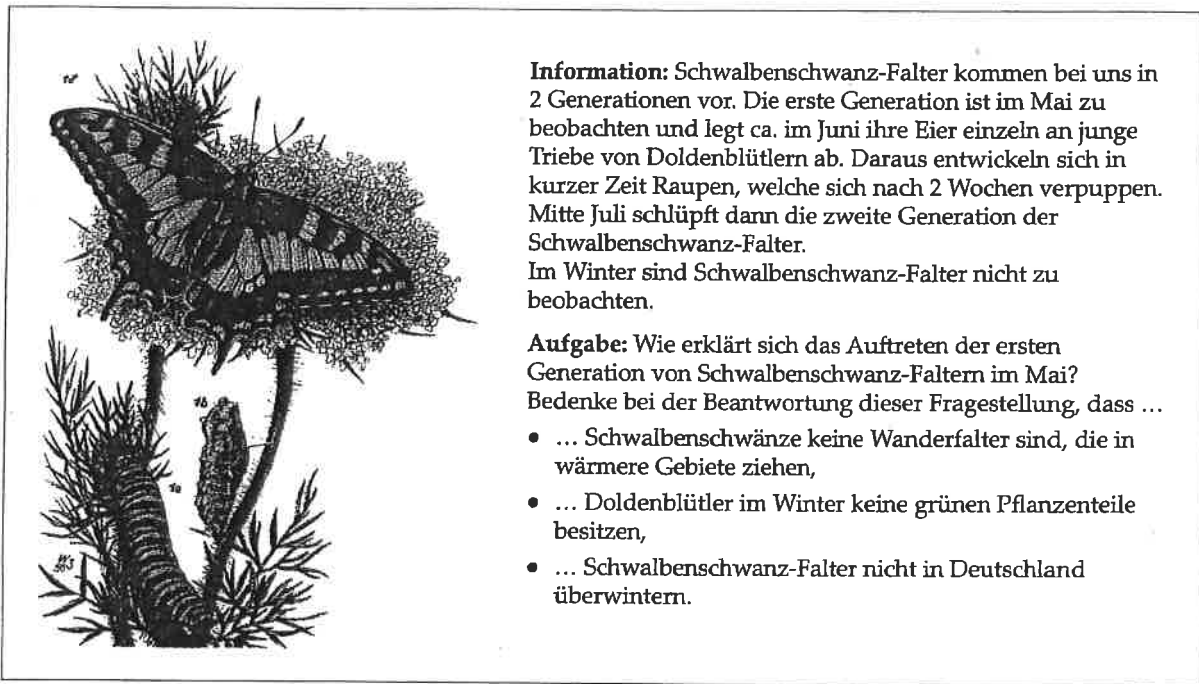 Information: Schwalbenschwanz-Falter kommen bei uns in
2 Generationen vor. Die erste Generation ist im Mai zu
beobachten und legt ca. im Juni ihre Eier einzeln an junge
Triebe von Doldenblütlern ab. Daraus entwickeln sich in
kurzer Zeit Raupen, welche sich nach 2 Wochen verpuppen.
Mitte Juli schlüpft dann die zweite Generation der
Schwalbenschwanz-Falter.
Im Winter sind Schwalbenschwanz-Falter nicht zu
beobachten.
Aufgabe: Wie erklärt sich das Auftreten der ersten
Generation von Schwalbenschwanz-Faltern im Mai?
Bedenke bei der Beantwortung dieser Fragestellung, dass ...
• ... Schwalbenschwänze keine Wanderfalter sind, die in
wärmere Gebiete ziehen,
• ... Doldenblütler im Winter keine grünen Pflanzenteile
besitzen,
• ... Schwalbenschwanz-Falter nicht in Deutschland
überwintern.
1b
1a